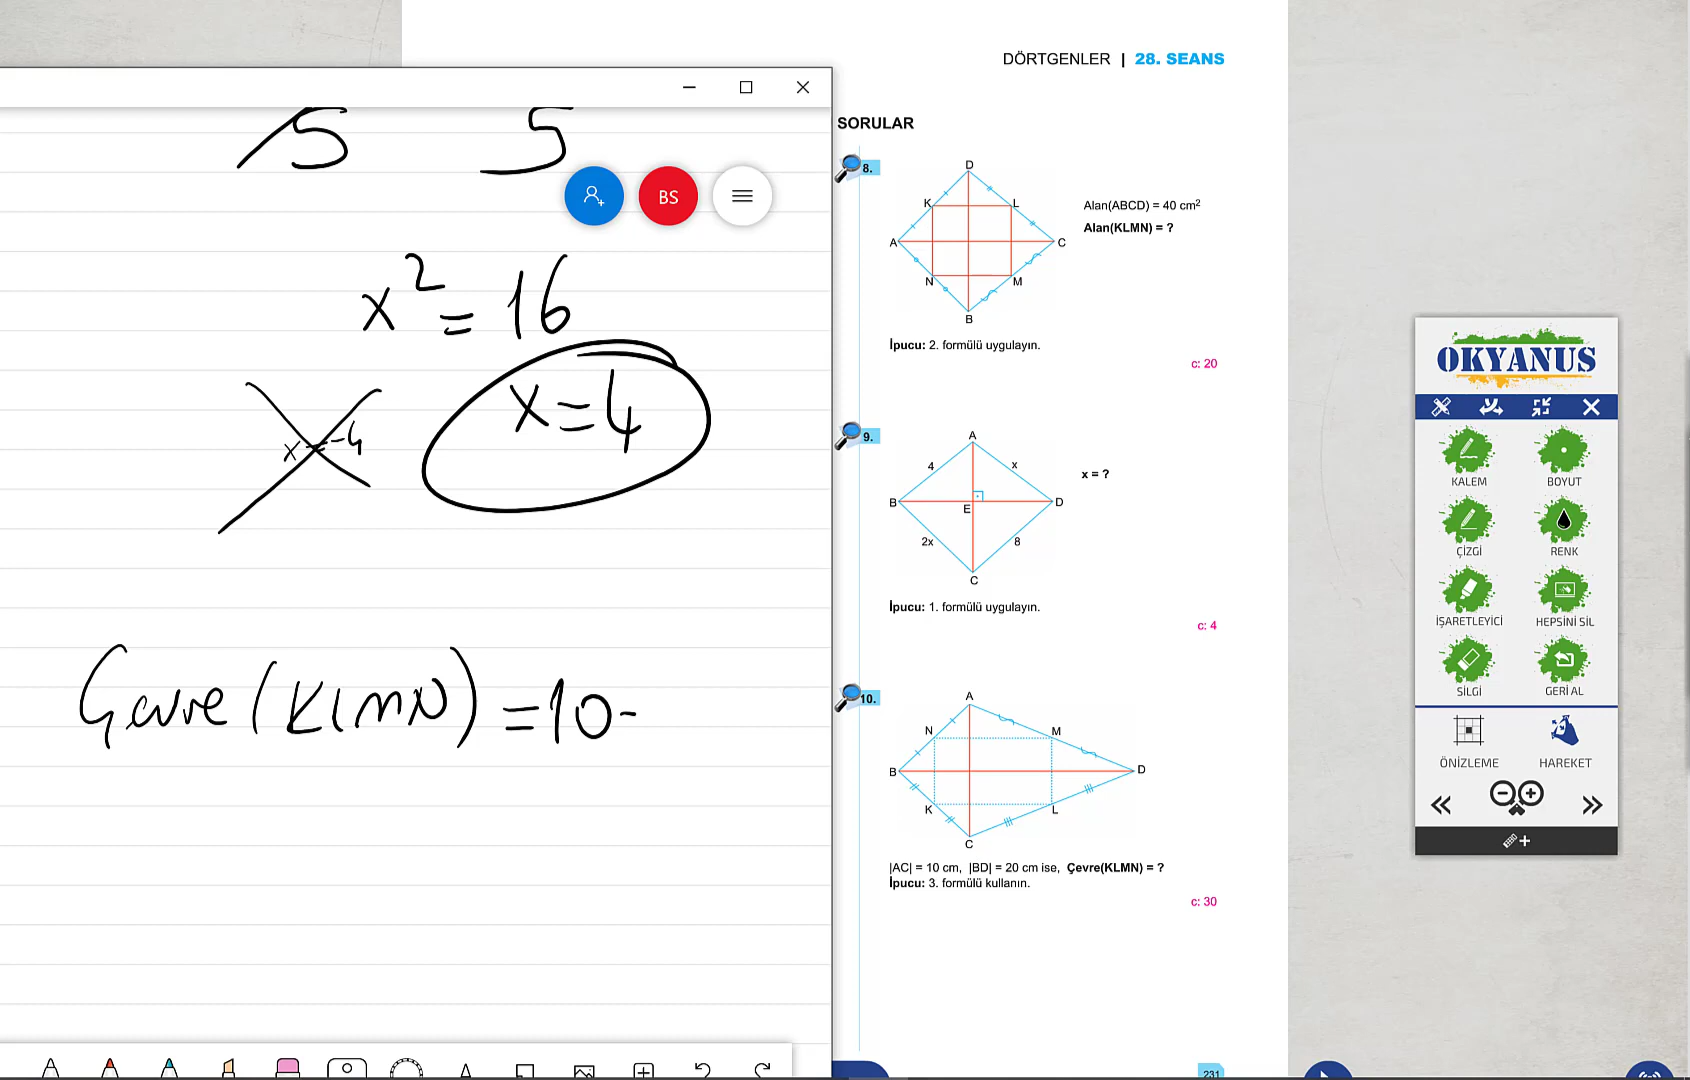 DÖRTGENLER | 28. SEANS
5 5
BS
x² = 16
x = -4
x = 4
Çevre (KLMN) = 10-
SORULAR
8.
D
K
L
A
C
N
M
B
Alan(ABCD) = 40 cm²
Alan(KLMN) = ?
İpucu: 2. formülü uygulayın.
c: 20
9.
A
4
x
B
E
D
2x
8
C
x = ?
İpucu: 1. formülü uygulayın.
c: 4
10.
A
N
M
B
D
K
L
C
|AC| = 10 cm, |BD| = 20 cm ise, Çevre(KLMN) = ?
İpucu: 3. formülü kullanın.
c: 30
231
OKYANUS
KALEM
BOYUT
ÇİZGİ
RENK
İŞARETLEYİCİ
HEPSİNİ SİL
SİLGİ
GERİ AL
ÖNİZLEME
HAREKET